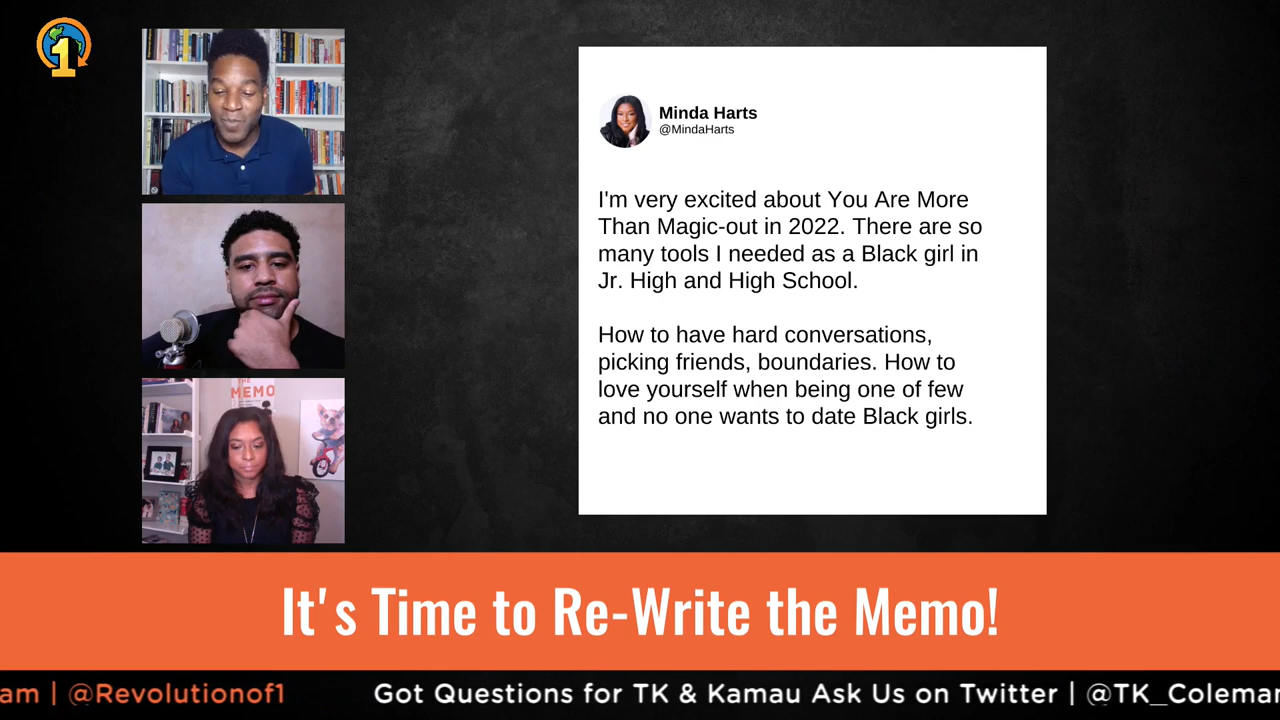 1
THE
MEMO
Minda Harts
@MindaHarts
I'm very excited about You Are More
Than Magic-out in 2022. There are so
many tools I needed as a Black girl in
Jr. High and High School.
How to have hard conversations,
picking friends, boundaries. How to
love yourself when being one of few
and no one wants to date Black girls.
It's Time to Re-Write the Memo!
am | @Revolutionof1 Got Questions for TK & Kamau Ask Us on Twitter | @TK_Coleman